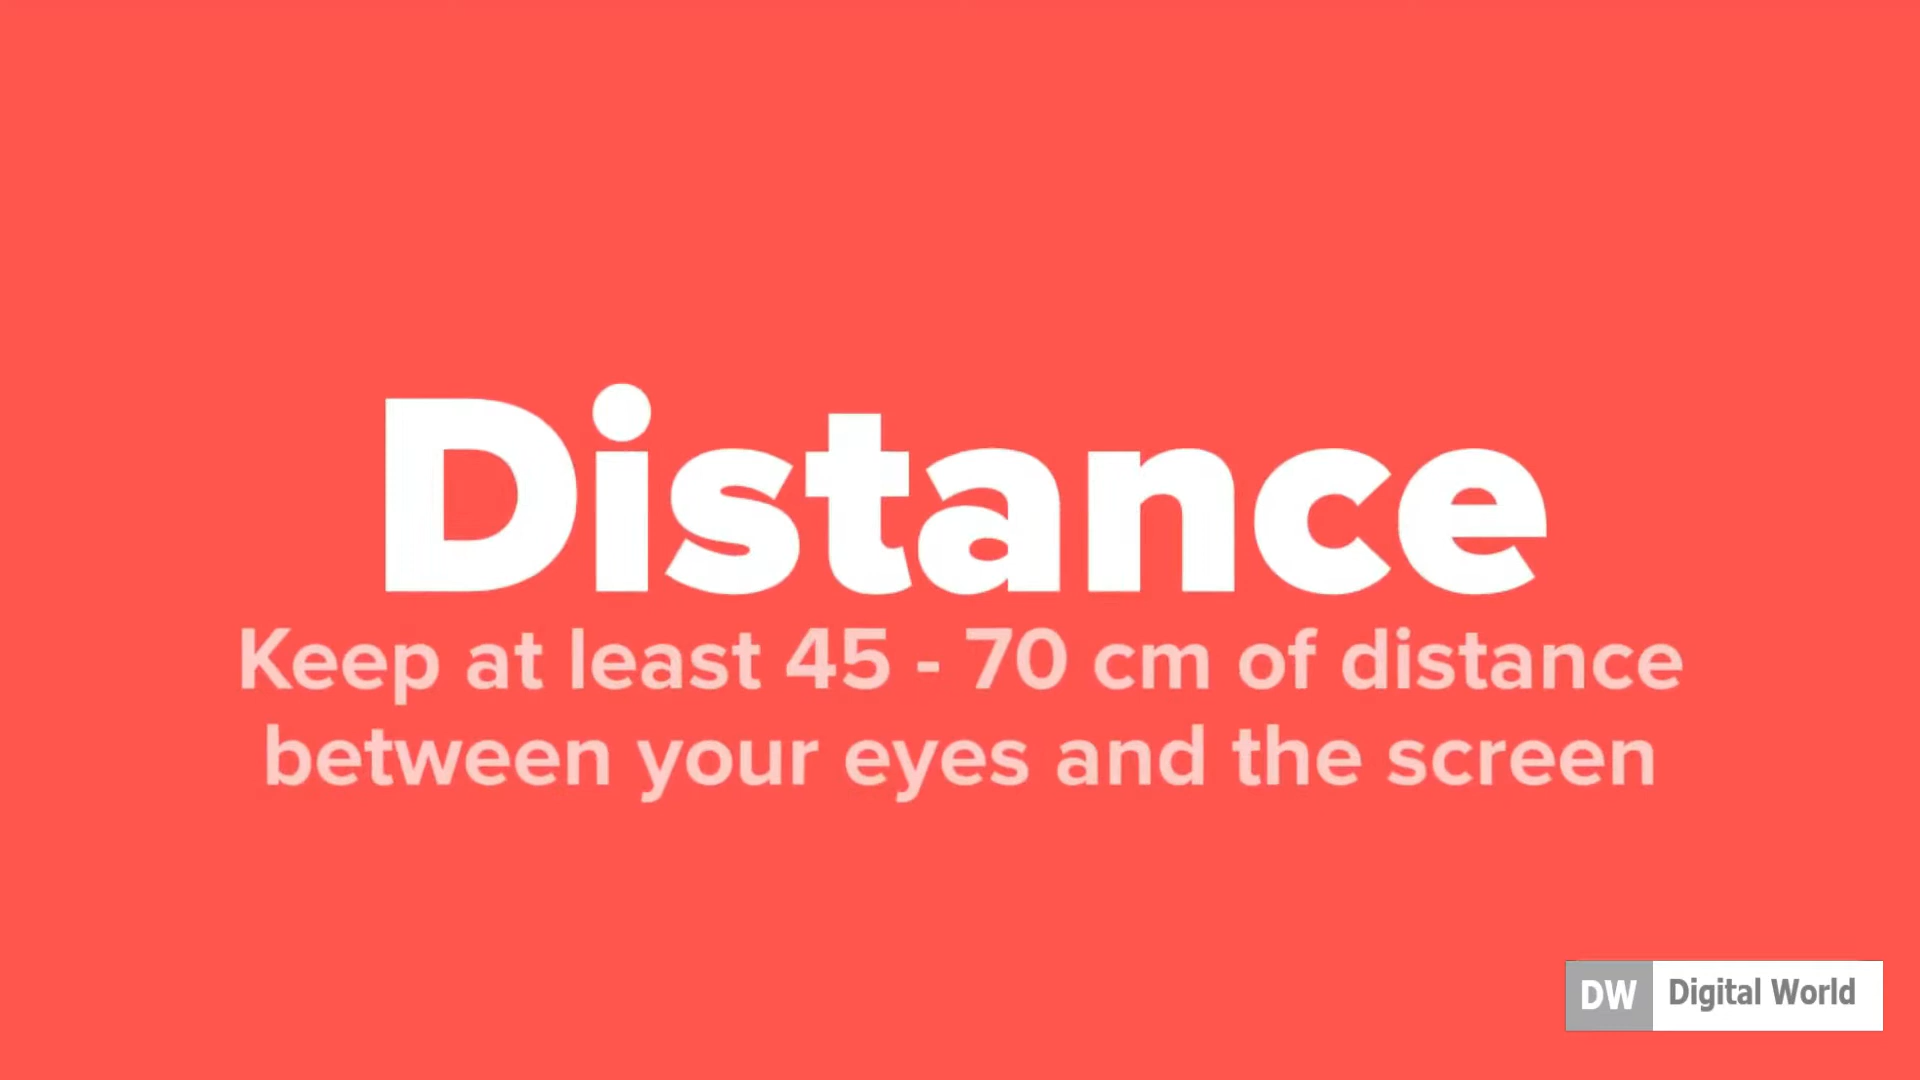 Distance
Keep at least 45 - 70 cm of distance
between your eyes and the screen
DW Digital World